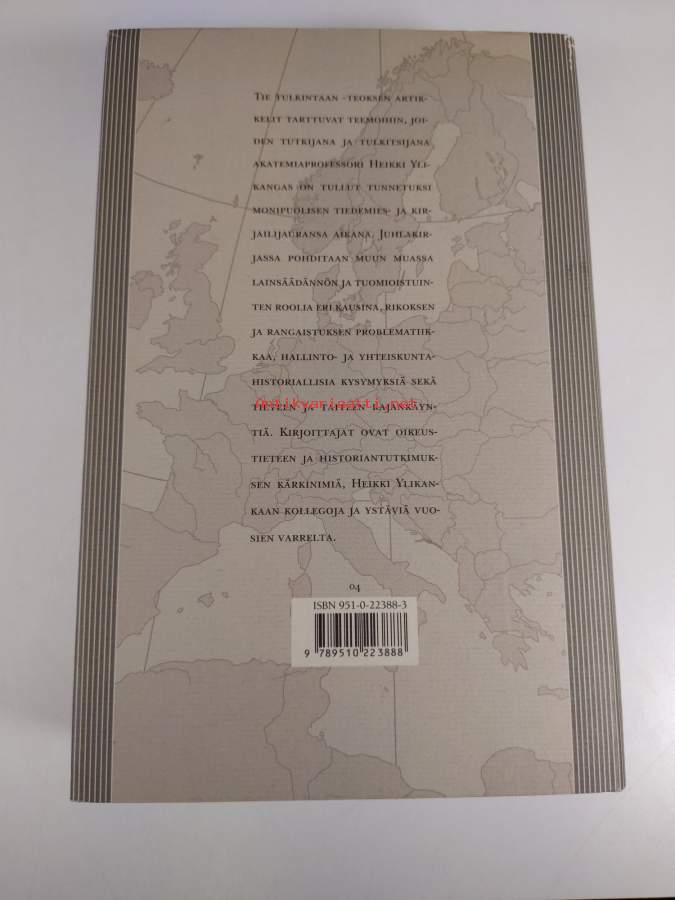 Tie tulkintaan -teoksen artik-
kelit tarttuvat teemoihin, joi-
den tutkijana ja tulkitsijana
akatemiaprofessori Heikki Yli-
kangas on tullut tunnetuksi
monipuolisen tiedemies- ja kir-
jailijauransa aikana. Juhlakir-
jassa pohditaan muun muassa
lainsäädännön ja tuomioistuin-
ten roolia eri kausina, rikoksen
ja rangaistuksen problematiik-
kaa, hallinto- ja yhteiskunta-
historiallisia kysymyksiä sekä
Antikvariaatti.net
tieteen ja taiteen rajankäyn-
tiä. Kirjoittajat ovat oikeus-
tieteen ja historiantutkimuk-
sen kärkinimiä, Heikki Ylikan-
kaan kollegoja ja ystäviä vuo-
sien varrelta.
04
ISBN 951-0-22388-3
9 789510 223888